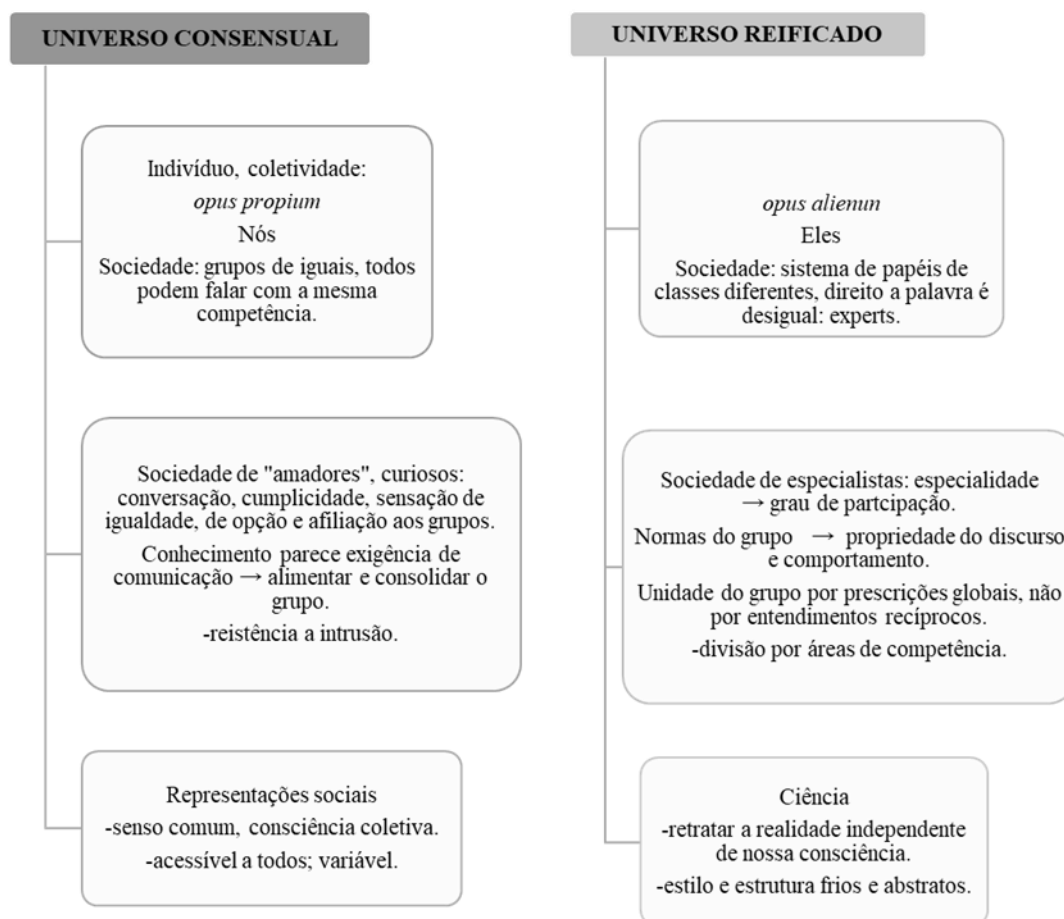 UNIVERSO CONSENSUAL
Indivíduo, coletividade:
opus propium
Nós
Sociedade: grupos de iguais, todos
podem falar com a mesma
competência.
Sociedade de "amadores", curiosos:
conversação, cumplicidade, sensação de
igualdade, de opção e afiliação aos grupos.
Conhecimento parece exigência de
comunicação → alimentar e consolidar o
grupo.
-reistência a intrusão.
Representações sociais
-senso comum, consciência coletiva.
-acessível a todos; variável.
UNIVERSO REIFICADO
opus alienun
Eles
Sociedade: sistema de papéis de
classes diferentes, direito a palavra é
desigual: experts.
Sociedade de especialistas: especialidade
→ grau de partcipação.
Normas do grupo → propriedade do discurso
e comportamento.
Unidade do grupo por prescrições globais, não
por entendimentos recíprocos.
-divisão por áreas de competência.
Ciência
-retratar a realidade independente
de nossa consciência.
-estilo e estrutura frios e abstratos.